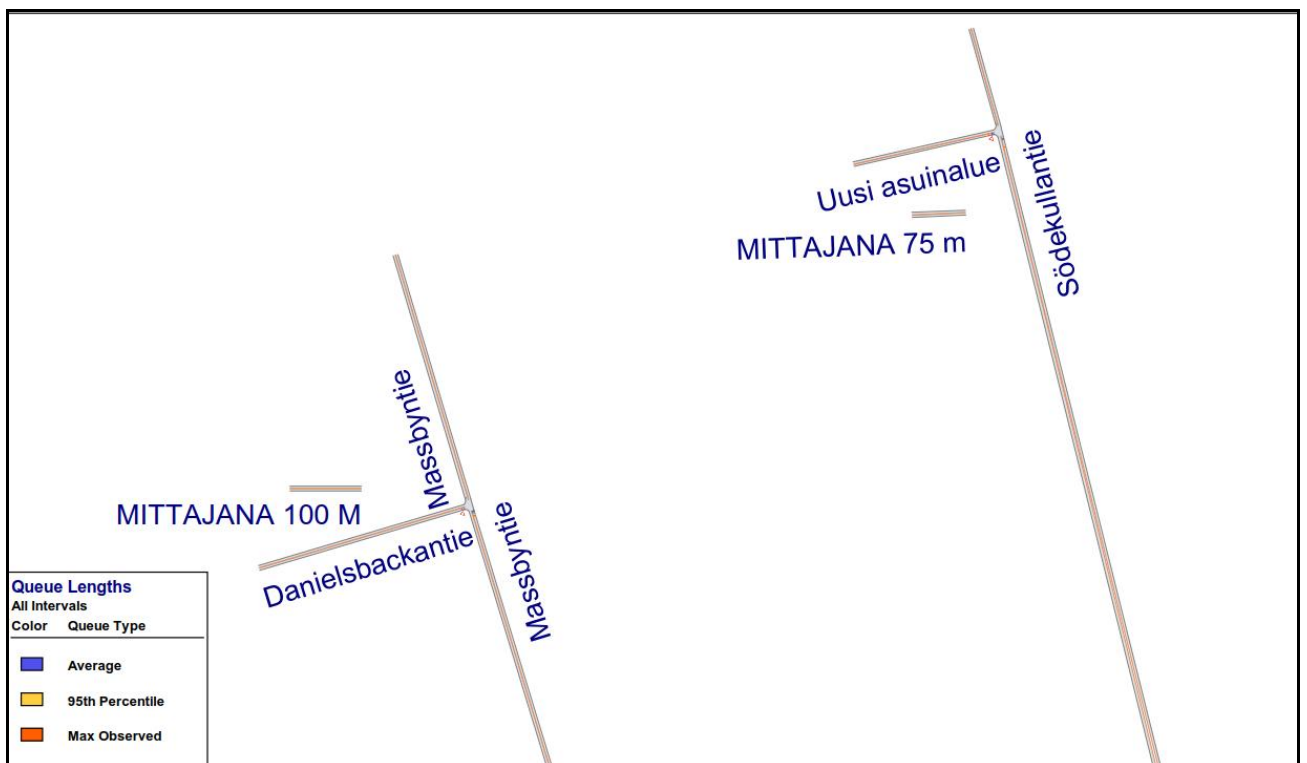 Uusi asuinalue
Södekullantie
MITTAJANA 75 m
Massbyntie
MITTAJANA 100 M
Danielsbackantie
Massbyntie
Queue Lengths
All Intervals
Color Queue Type
Average
95th Percentile
Max Observed